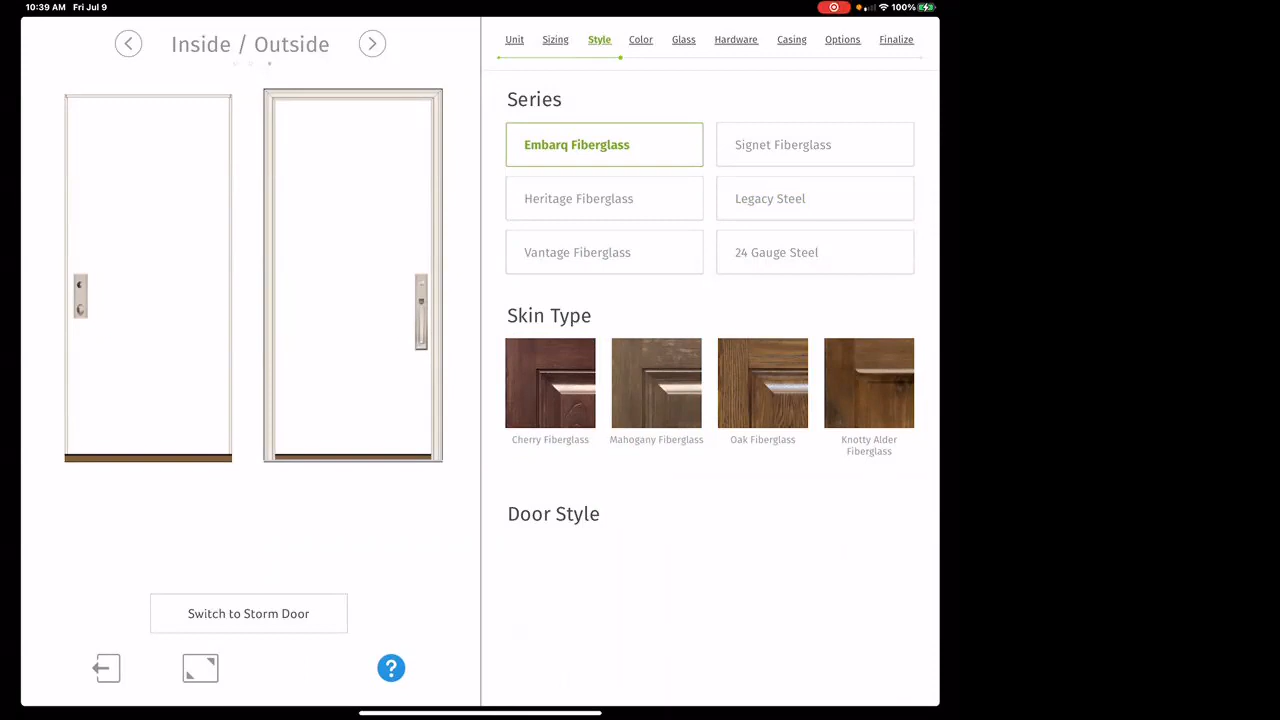 10:39 AM Fri Jul 9
100%
Inside / Outside
Unit Sizing Style Color Glass Hardware Casing Options Finalize
Series
Embarq Fiberglass
Signet Fiberglass
Heritage Fiberglass
Legacy Steel
Vantage Fiberglass
24 Gauge Steel
Skin Type
Cherry Fiberglass
Mahogany Fiberglass
Oak Fiberglass
Knotty Alder
Fiberglass
Door Style
Switch to Storm Door
?